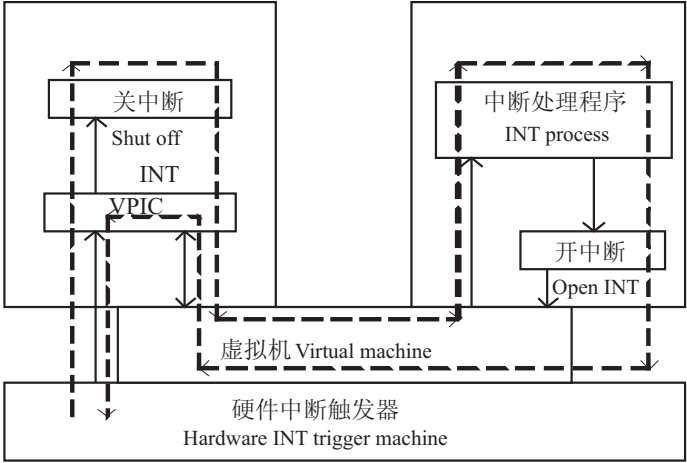 关中断
Shut off
INT
VPIC
中断处理程序
INT process
开中断
Open INT
虚拟机 Virtual machine
硬件中断触发器
Hardware INT trigger machine